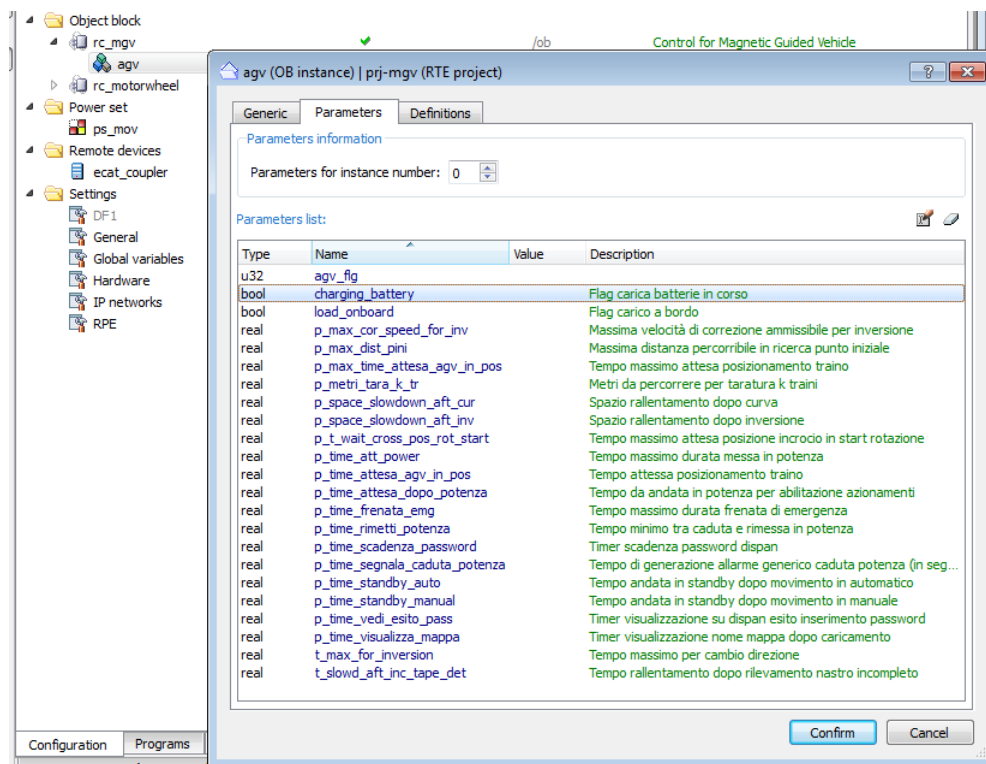 Object block
rc_mgv /ob Control for Magnetic Guided Vehicle
agv
rc_motorwheel
Power set
ps_mov
Remote devices
ecat_coupler
Settings
DF1
General
Global variables
Hardware
IP networks
RPE
Configuration Programs
agv (OB instance) | prj-mgv (RTE project)
Generic Parameters Definitions
Parameters information
Parameters for instance number: 0
Parameters list:
Type Name Value Description
u32 agv_flg
bool charging_battery Flag carica batterie in corso
bool load_onboard Flag carico a bordo
real p_max_cor_speed_for_inv Massima velocità di correzione ammissibile per inversione
real p_max_dist_pini Massima distanza percorribile in ricerca punto iniziale
real p_max_time_attesa_agv_in_pos Tempo massimo attesa posizionamento traino
real p_metri_tara_k_tr Metri da percorrere per taratura k traini
real p_space_slowdown_aft_cur Spazio rallentamento dopo curva
real p_space_slowdown_aft_inv Spazio rallentamento dopo inversione
real p_t_wait_cross_pos_rot_start Tempo massimo attesa posizione incrocio in start rotazione
real p_time_att_power Tempo massimo durata messa in potenza
real p_time_attesa_agv_in_pos Tempo attessa posizionamento traino
real p_time_attesa_dopo_potenza Tempo da andata in potenza per abilitazione azionamenti
real p_time_frenata_emg Tempo massimo durata frenata di emergenza
real p_time_rimetti_potenza Tempo minimo tra caduta e rimessa in potenza
real p_time_scadenza_password Timer scadenza password dispan
real p_time_segnala_caduta_potenza Tempo di generazione allarme generico caduta potenza (in seg...
real p_time_standby_auto Tempo andata in standby dopo movimento in automatico
real p_time_standby_manual Tempo andata in standby dopo movimento in manuale
real p_time_vedi_esito_pass Timer visualizzazione su dispan esito inserimento password
real p_time_visualizza_mappa Timer visualizzazione nome mappa dopo caricamento
real t_max_for_inversion Tempo massimo per cambio direzione
real t_slowd_aft_inc_tape_det Tempo rallentamento dopo rilevamento nastro incompleto
Confirm Cancel